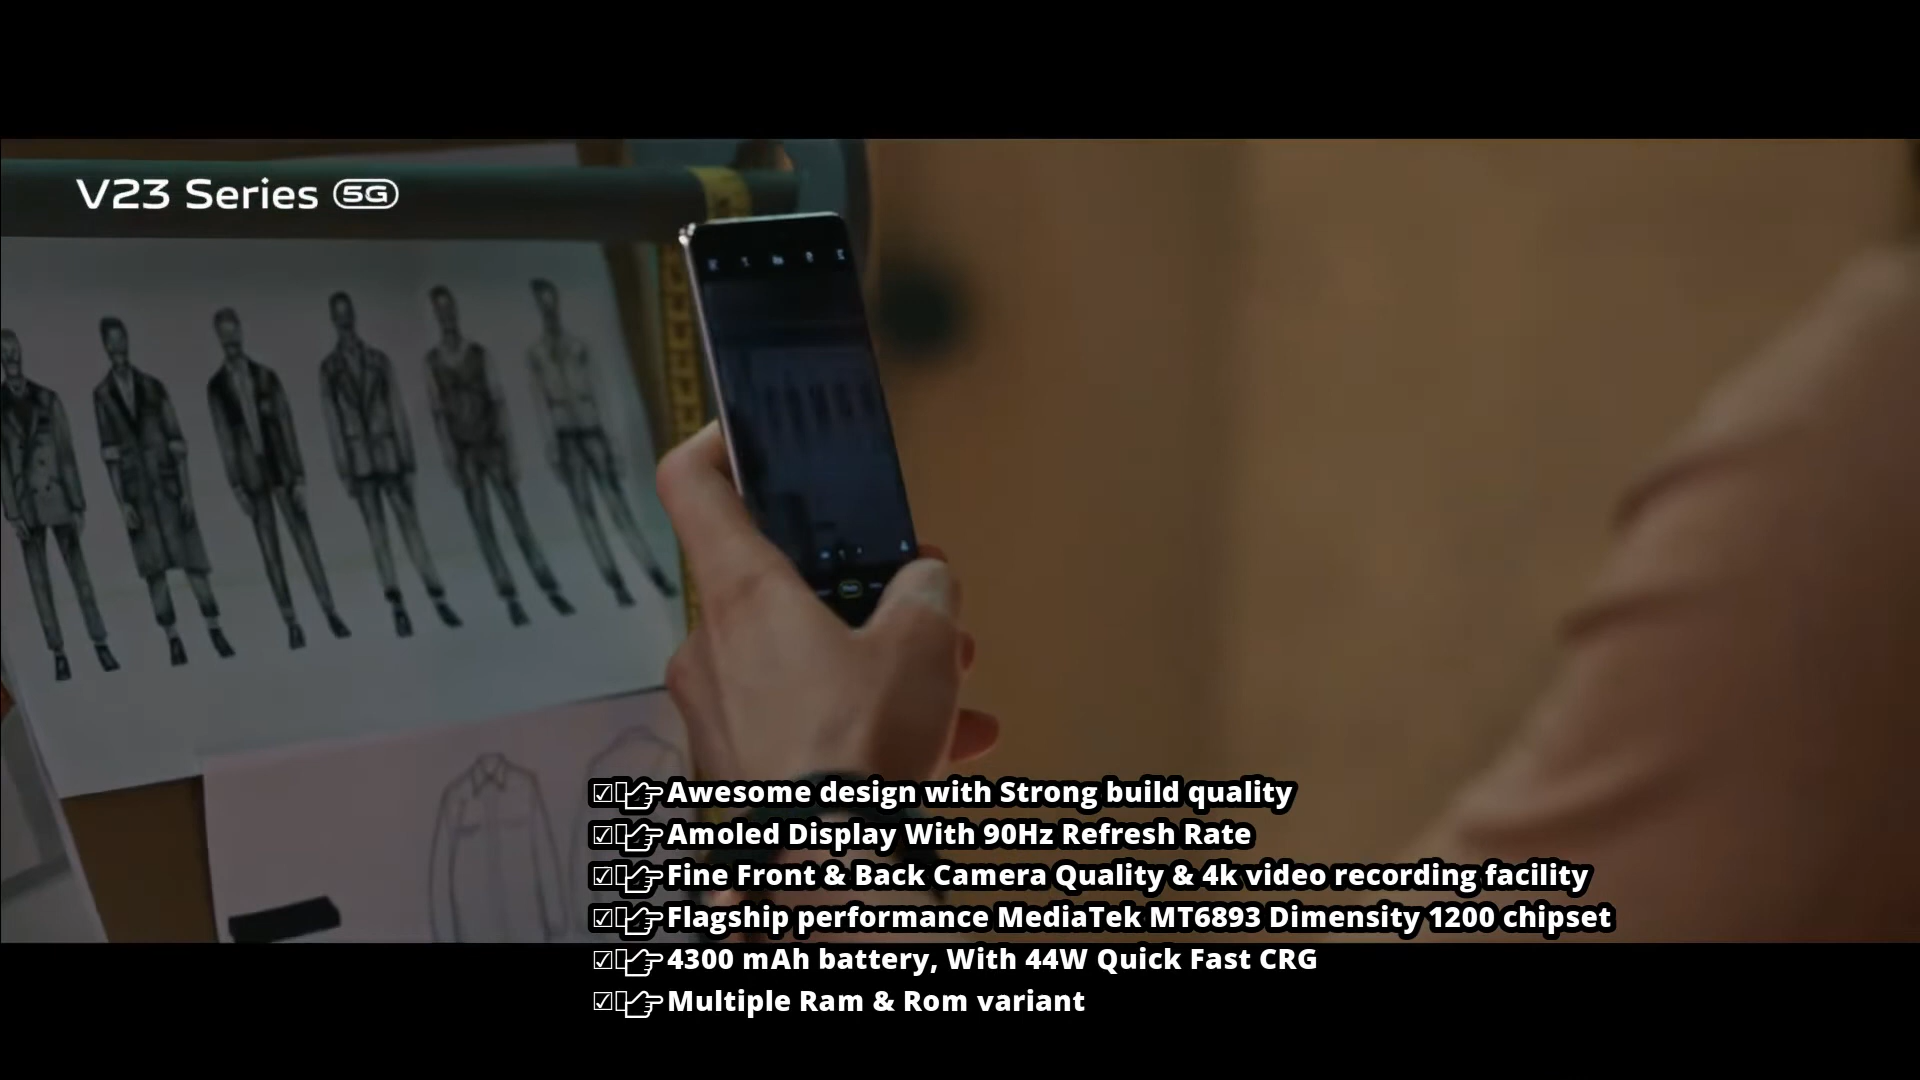 V23 Series 5G
☑👉Awesome design with Strong build quality
☑👉Amoled Display With 90Hz Refresh Rate
☑👉Fine Front & Back Camera Quality & 4k video recording facility
☑👉Flagship performance MediaTek MT6893 Dimensity 1200 chipset
☑👉4300 mAh battery, With 44W Quick Fast CRG
☑👉Multiple Ram & Rom variant